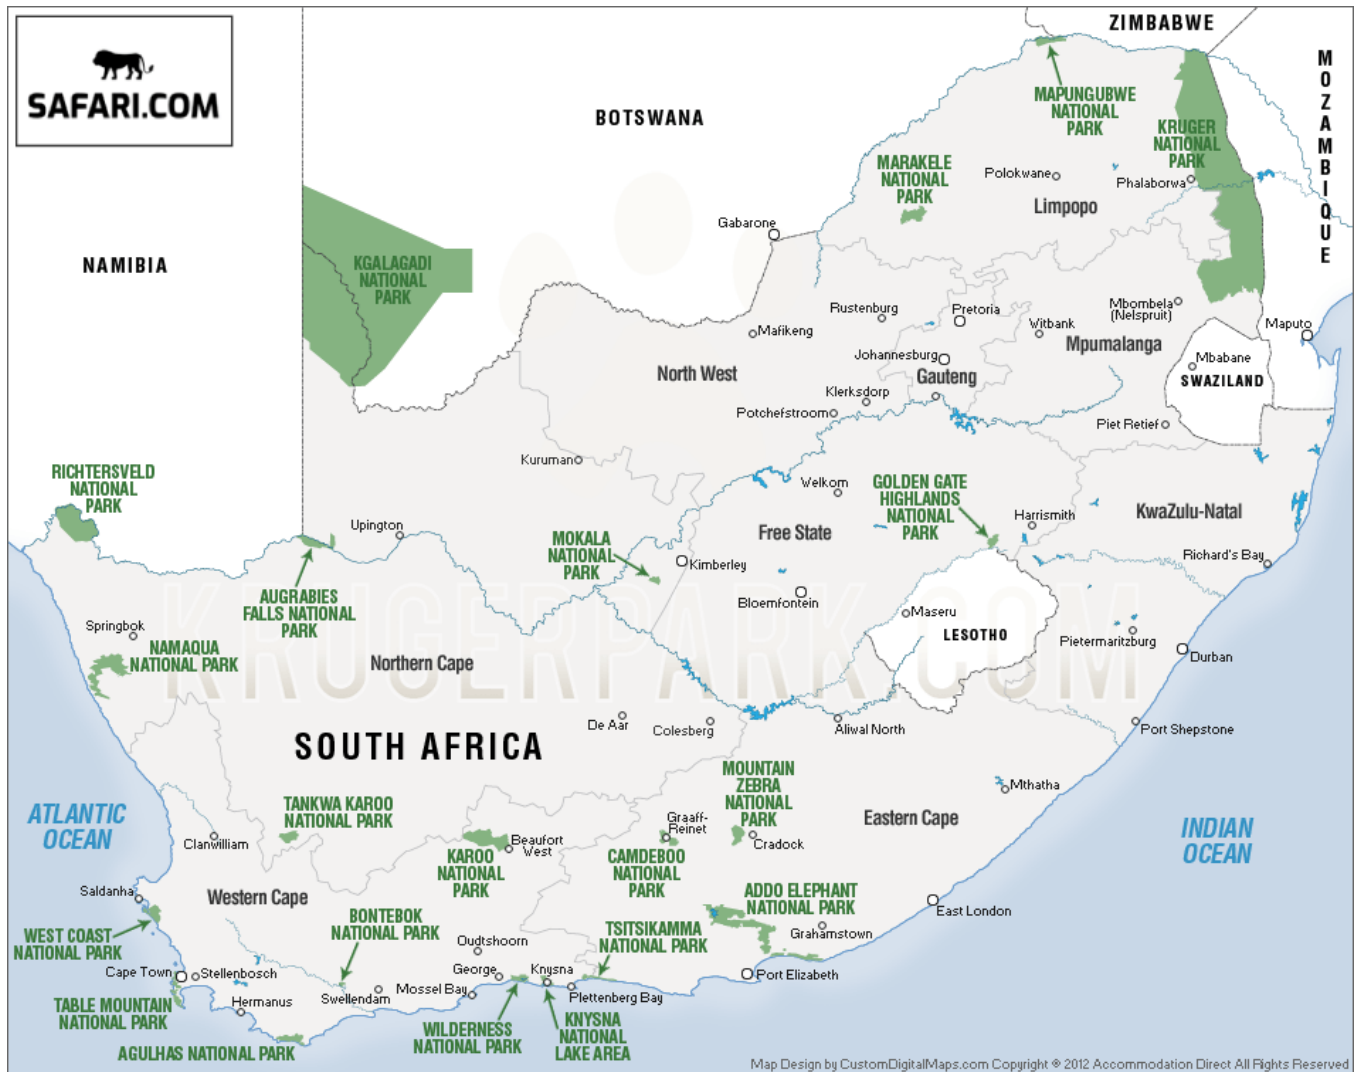 SAFARI.COM
ZIMBABWE
MOZAMBIQUE
BOTSWANA
NAMIBIA
MAPUNGUBWE
NATIONAL
PARK
KRUGER
NATIONAL
PARK
MARAKELE
NATIONAL
PARK
Polokwane
Phalaborwa
Limpopo
Gabarone
KGALAGADI
NATIONAL
PARK
Rustenburg
Pretoria
Mbombela
(Nelspruit)
Witbank
Mafikeng
Maputo
Mpumalanga
Johannesburg
Mbabane
SWAZILAND
North West
Gauteng
Klerksdorp
Potchefstroom
Piet Retief
Kuruman
RICHTERSVELD
NATIONAL
PARK
Welkom
GOLDEN GATE
HIGHLANDS
NATIONAL
PARK
Harrismith
KwaZulu-Natal
Upington
Free State
MOKALA
NATIONAL
PARK
Kimberley
Richard's Bay
AUGRABIES
FALLS NATIONAL
PARK
Bloemfontein
Maseru
LESOTHO
Springbok
NAMAQUA
NATIONAL PARK
Pietermaritzburg
Durban
Northern Cape
KRUGERPARK.COM
De Aar
Colesberg
Aliwal North
Port Shepstone
SOUTH AFRICA
MOUNTAIN
ZEBRA
NATIONAL
PARK
Mthatha
ATLANTIC
OCEAN
TANKWA KAROO
NATIONAL PARK
Graaff-
Reinet
Eastern Cape
INDIAN
OCEAN
Clanwilliam
Beaufort
West
Cradock
KAROO
NATIONAL
PARK
CAMDEBOO
NATIONAL
PARK
Saldanha
Western Cape
ADDO ELEPHANT
NATIONAL PARK
East London
BONTEBOK
NATIONAL PARK
WEST COAST
NATIONAL PARK
Oudtshoorn
TSITSIKAMMA
NATIONAL PARK
Grahamstown
Cape Town
Stellenbosch
George
Knysna
Port Elizabeth
Swellendam
Mossel Bay
Plettenberg Bay
TABLE MOUNTAIN
NATIONAL PARK
Hermanus
WILDERNESS
NATIONAL PARK
KNYSNA
NATIONAL
LAKE AREA
AGULHAS NATIONAL PARK
Map Design by CustomDigitalMaps.com Copyright © 2012 Accommodation Direct All Rights Reserved